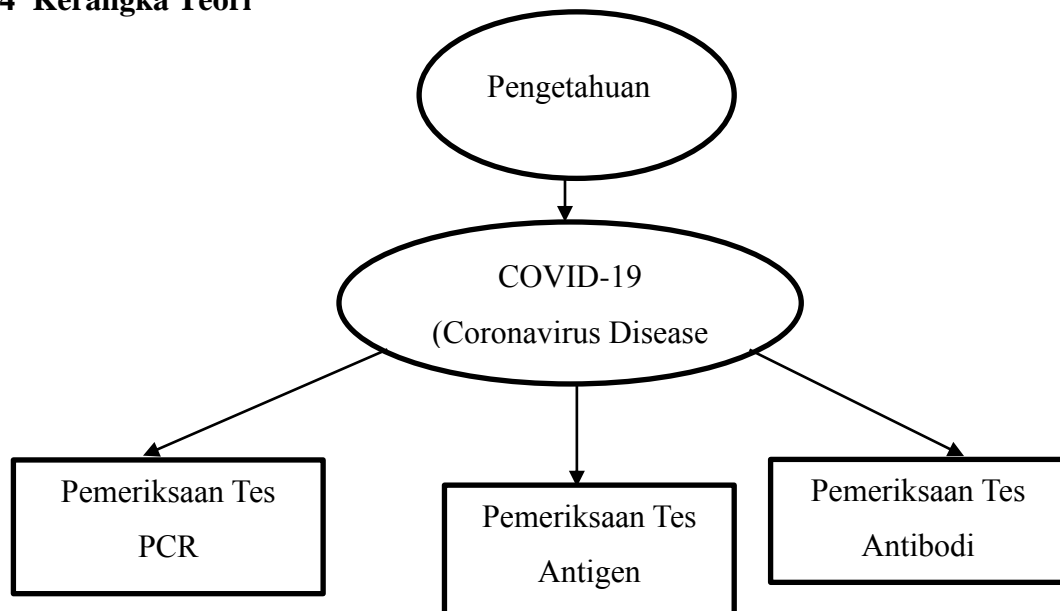 4 Kerangka Teori
Pengetahuan
COVID-19
(Coronavirus Disease
Pemeriksaan Tes
PCR
Pemeriksaan Tes
Antigen
Pemeriksaan Tes
Antibodi